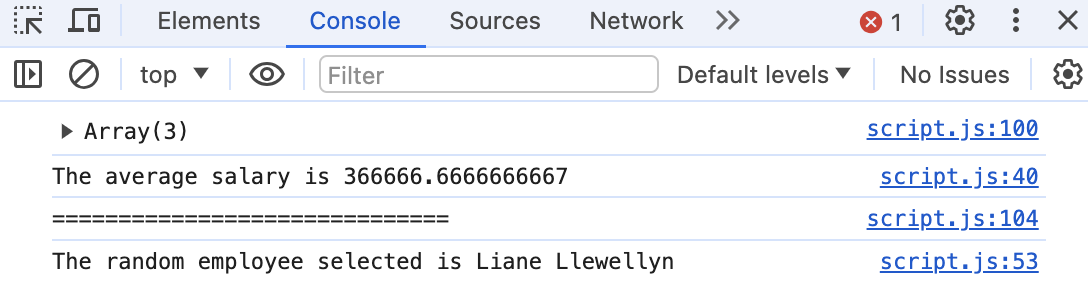 Elements Console Sources Network 1
top Filter Default levels No Issues
Array(3) script.js:100
The average salary is 366666.6666666667 script.js:40
============================== script.js:104
The random employee selected is Liane Llewellyn script.js:53